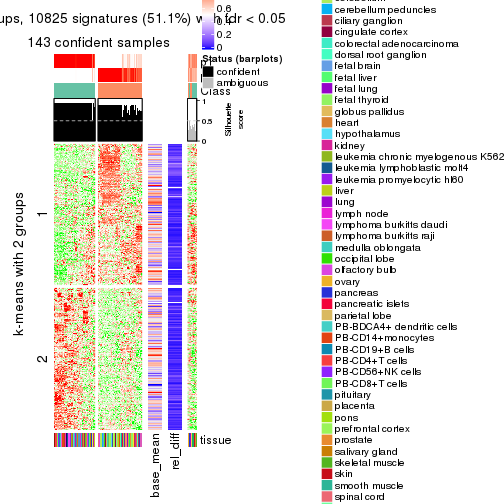 ups, 10825 signatures (51.1%) with fdr < 0.05
143 confident samples
0.6
0.4
0.2
0
Status (barplots)
confident
ambiguous
Class
1
0.5
0
Silhouette
score
k-means with 2 groups
1
2
base_mean
rel_diff
tissue
cerebellum peduncles
ciliary ganglion
cingulate cortex
colorectal adenocarcinoma
dorsal root ganglion
fetal brain
fetal liver
fetal lung
fetal thyroid
globus pallidus
heart
hypothalamus
kidney
leukemia chronic myelogenous K562
leukemia lymphoblastic molt4
leukemia promyelocytic hl60
liver
lung
lymph node
lymphoma burkitts daudi
lymphoma burkitts raji
medulla oblongata
occipital lobe
olfactory bulb
ovary
pancreas
pancreatic islets
parietal lobe
PB-BDCA4+ dendritic cells
PB-CD14+monocytes
PB-CD19+B cells
PB-CD4+T cells
PB-CD56+NK cells
PB-CD8+T cells
pituitary
placenta
pons
prefrontal cortex
prostate
salivary gland
skeletal muscle
skin
smooth muscle
spinal cord